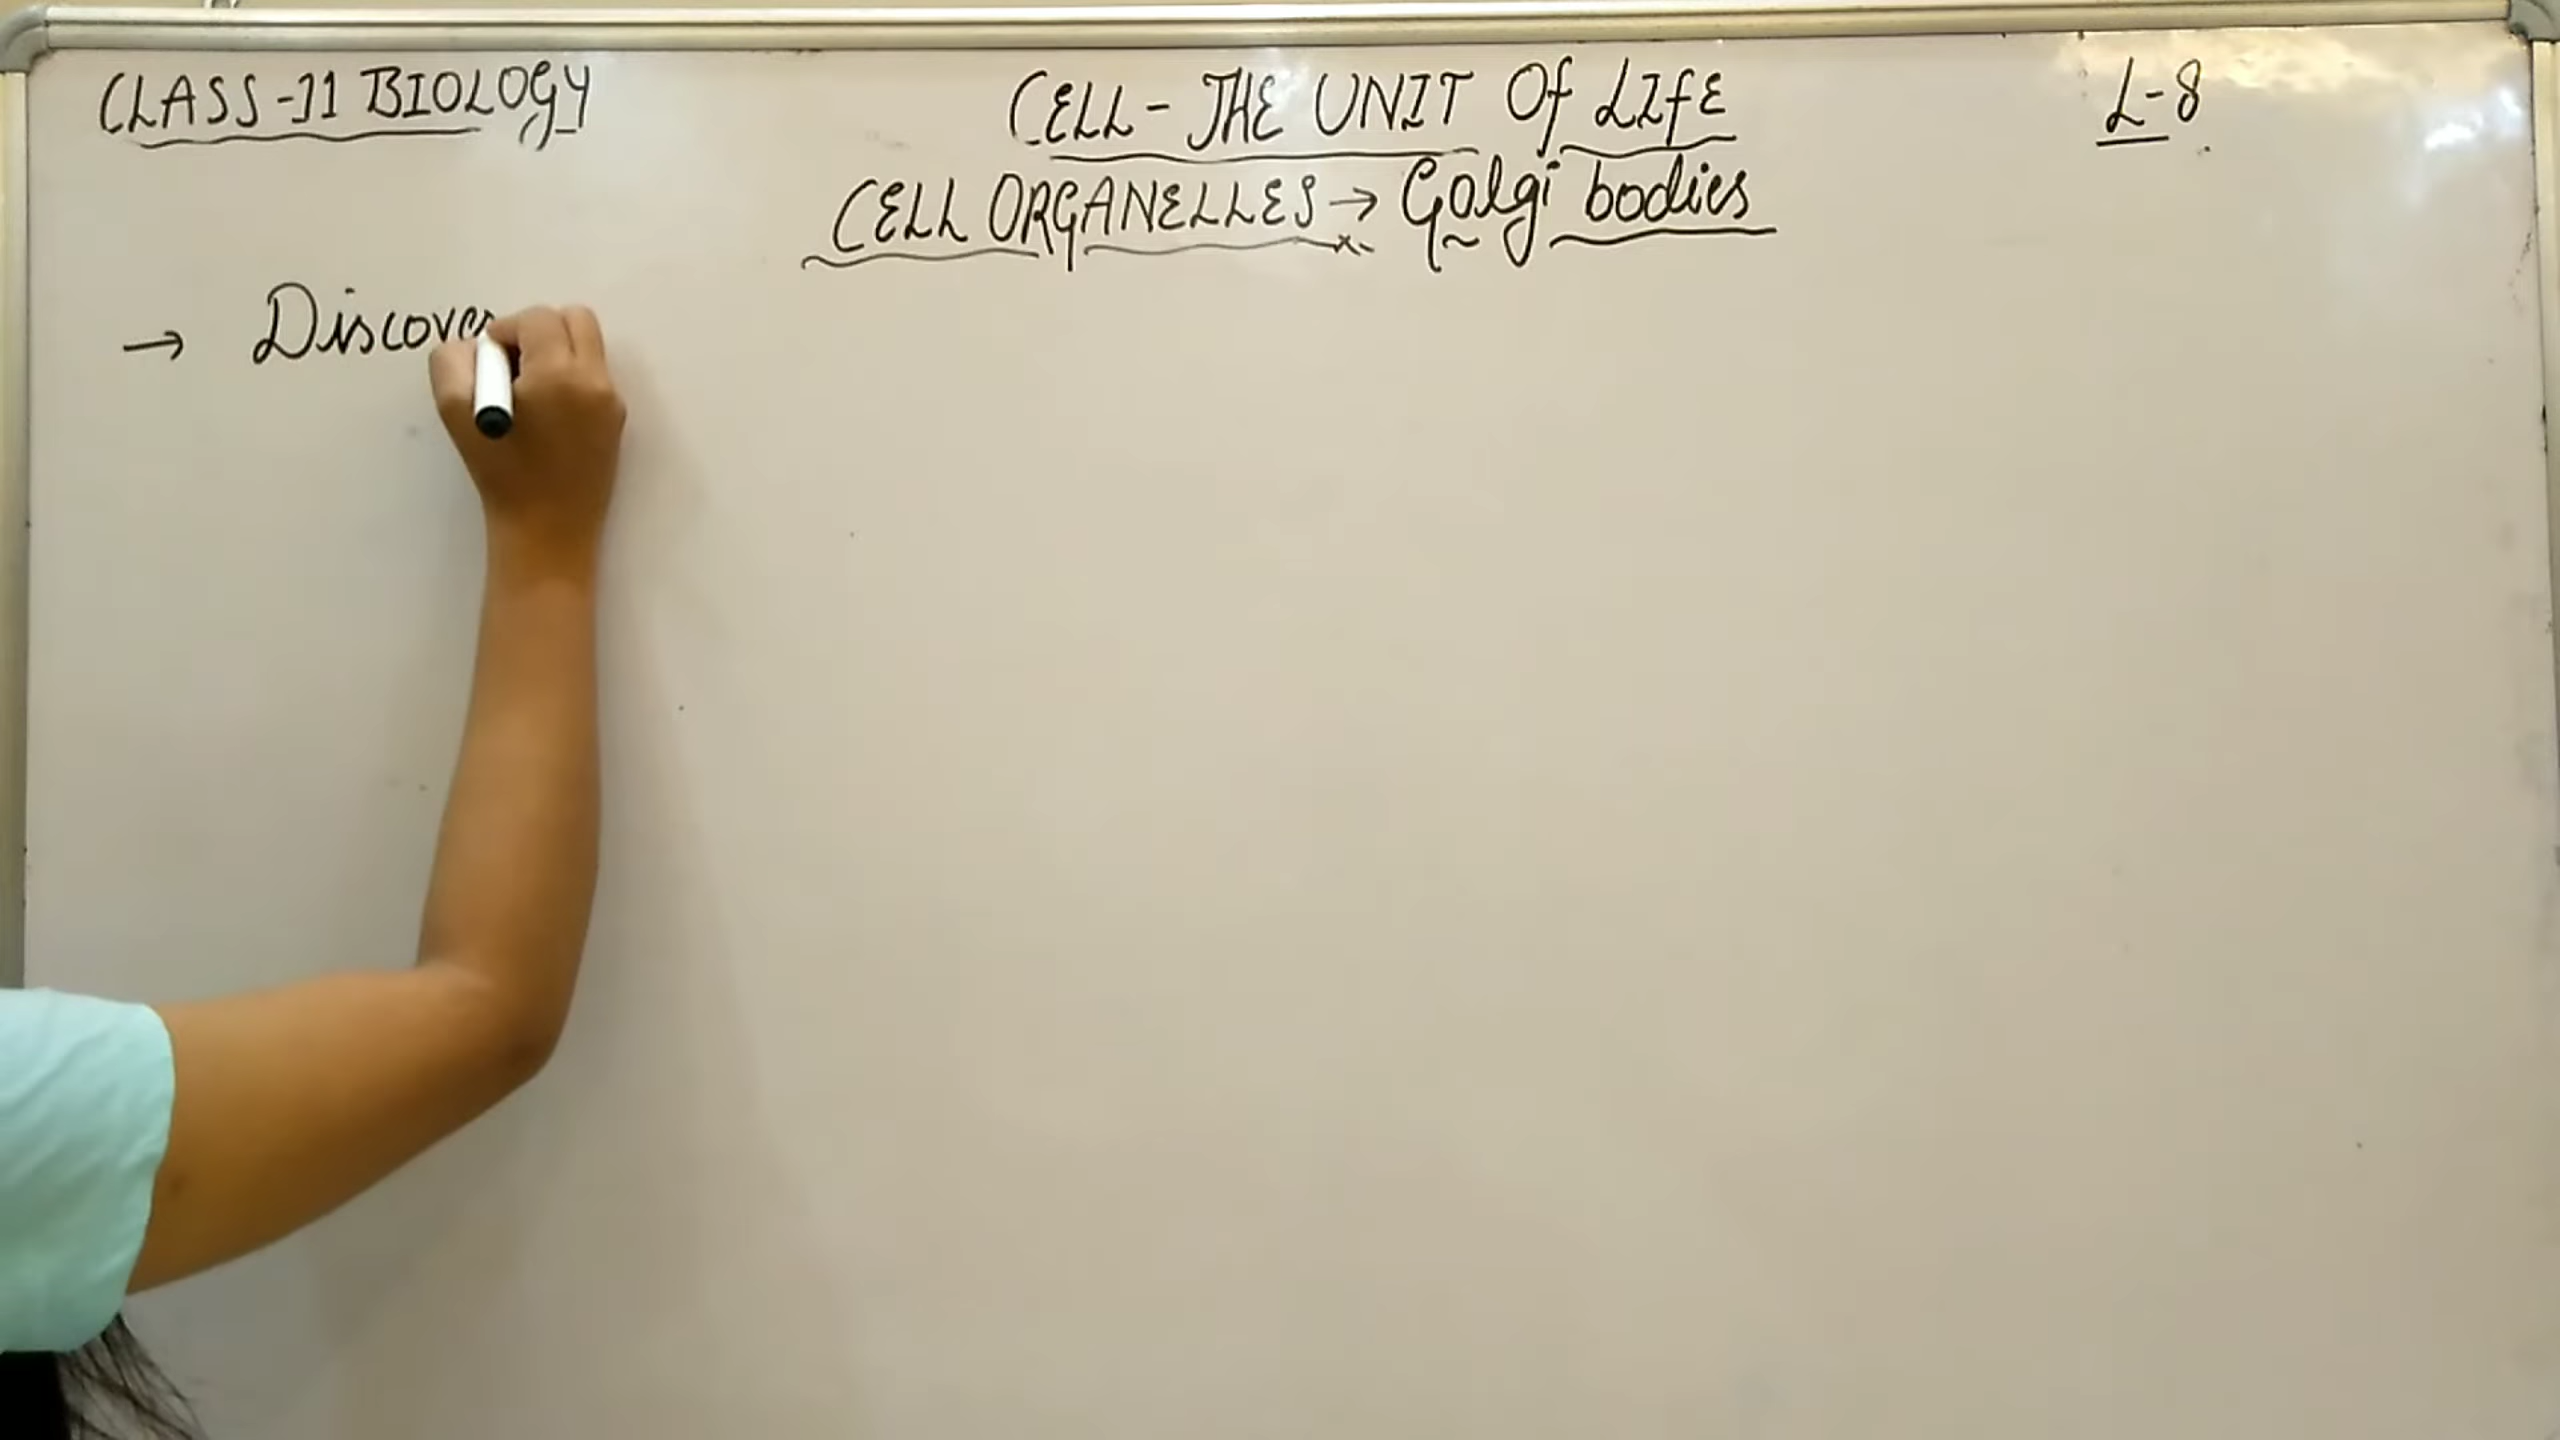 CLASS-11 BIOLOGY
CELL - THE UNIT Of LIfE
L-8
CELL ORGANELLES → Golgi bodies
→ Discover